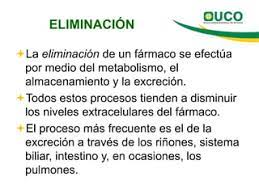 OUCO
ELIMINACIÓN
La eliminación de un fármaco se efectúa
por medio del metabolismo, el
almacenamiento y la excreción.
Todos estos procesos tienden a disminuir
los niveles extracelulares del fármaco.
El proceso más frecuente es el de la
excreción a través de los riñones, sistema
biliar, intestino y, en ocasiones, los
pulmones.